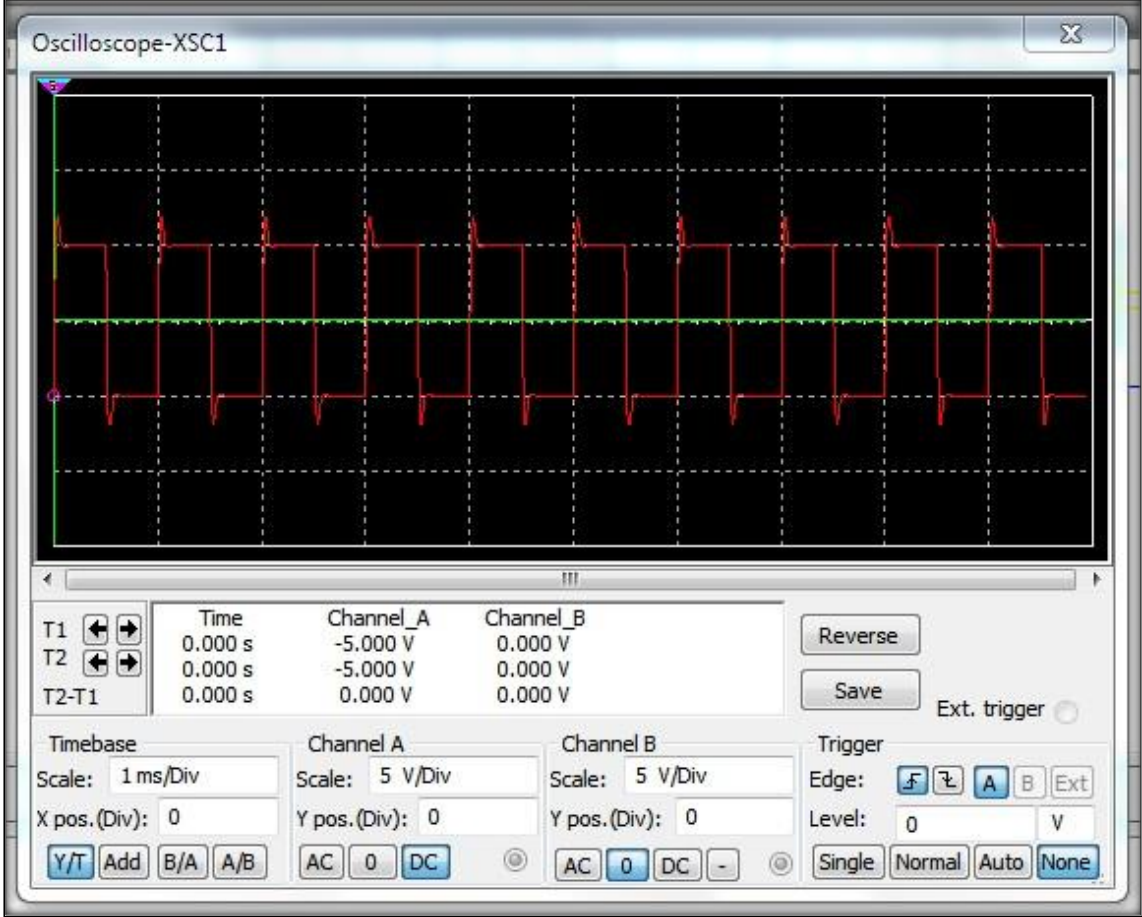 Oscilloscope-XSC1
T1
T2
T2-T1
Time Channel_A Channel_B
0.000 s -5.000 V 0.000 V
0.000 s -5.000 V 0.000 V
0.000 s 0.000 V 0.000 V
Reverse
Save
Ext. trigger
Timebase
Scale: 1 ms/Div
X pos.(Div): 0
Y/T Add B/A A/B
Channel A
Scale: 5 V/Div
Y pos.(Div): 0
AC 0 DC
Channel B
Scale: 5 V/Div
Y pos.(Div): 0
AC 0 DC -
Trigger
Edge: A B Ext
Level: 0 V
Single Normal Auto None